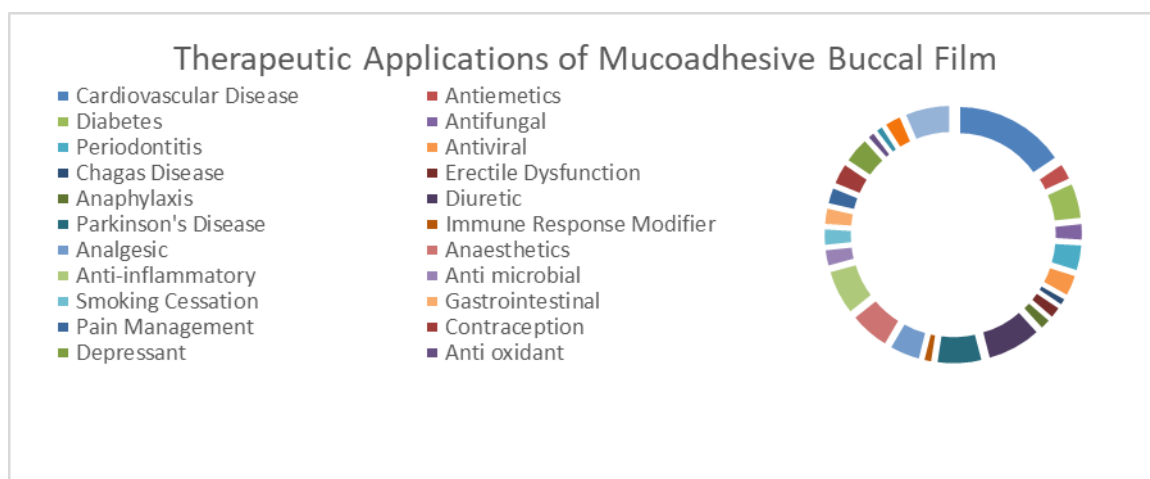 Therapeutic Applications of Mucoadhesive Buccal Film
Cardiovascular Disease
Antiemetics
Diabetes
Antifungal
Periodontitis
Antiviral
Chagas Disease
Erectile Dysfunction
Anaphylaxis
Diuretic
Parkinson's Disease
Immune Response Modifier
Analgesic
Anaesthetics
Anti-inflammatory
Anti microbial
Smoking Cessation
Gastrointestinal
Pain Management
Contraception
Depressant
Anti oxidant